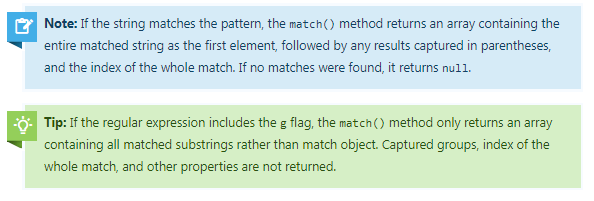 Note: If the string matches the pattern, the match() method returns an array containing the
entire matched string as the first element, followed by any results captured in parentheses,
and the index of the whole match. If no matches were found, it returns null.
Tip: If the regular expression includes the g flag, the match() method only returns an array
containing all matched substrings rather than match object. Captured groups, index of the
whole match, and other properties are not returned.